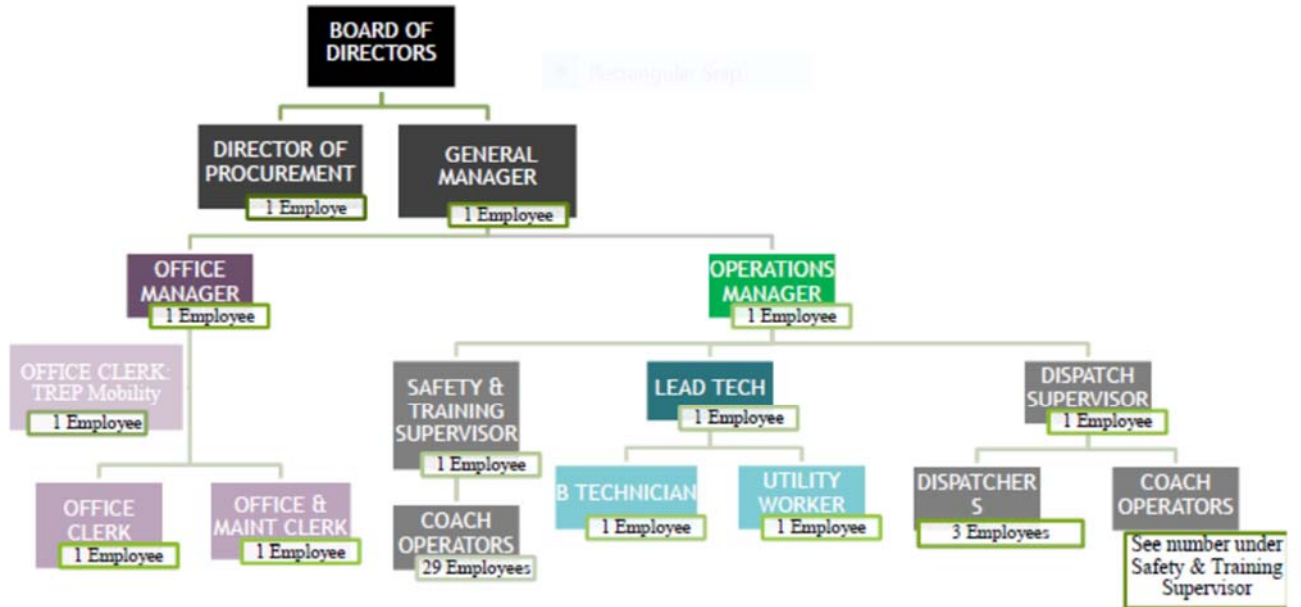 BOARD OF
DIRECTORS
Rectangular Snip
DIRECTOR OF
PROCUREMENT
1 Employe
GENERAL
MANAGER
1 Employee
OFFICE
MANAGER
1 Employee
OPERATIONS
MANAGER
1 Employee
OFFICE CLERK:
TREP Mobility
1 Employee
SAFETY &
TRAINING
SUPERVISOR
1 Employee
LEAD TECH
1 Employee
DISPATCH
SUPERVISOR
1 Employee
OFFICE
CLERK
1 Employee
OFFICE &
MAINT CLERK
1 Employee
COACH
OPERATORS
29 Employees
B TECHNICIAN
1 Employee
UTILITY
WORKER
1 Employee
DISPATCHER
S
3 Employees
COACH
OPERATORS
See number under
Safety & Training
Supervisor